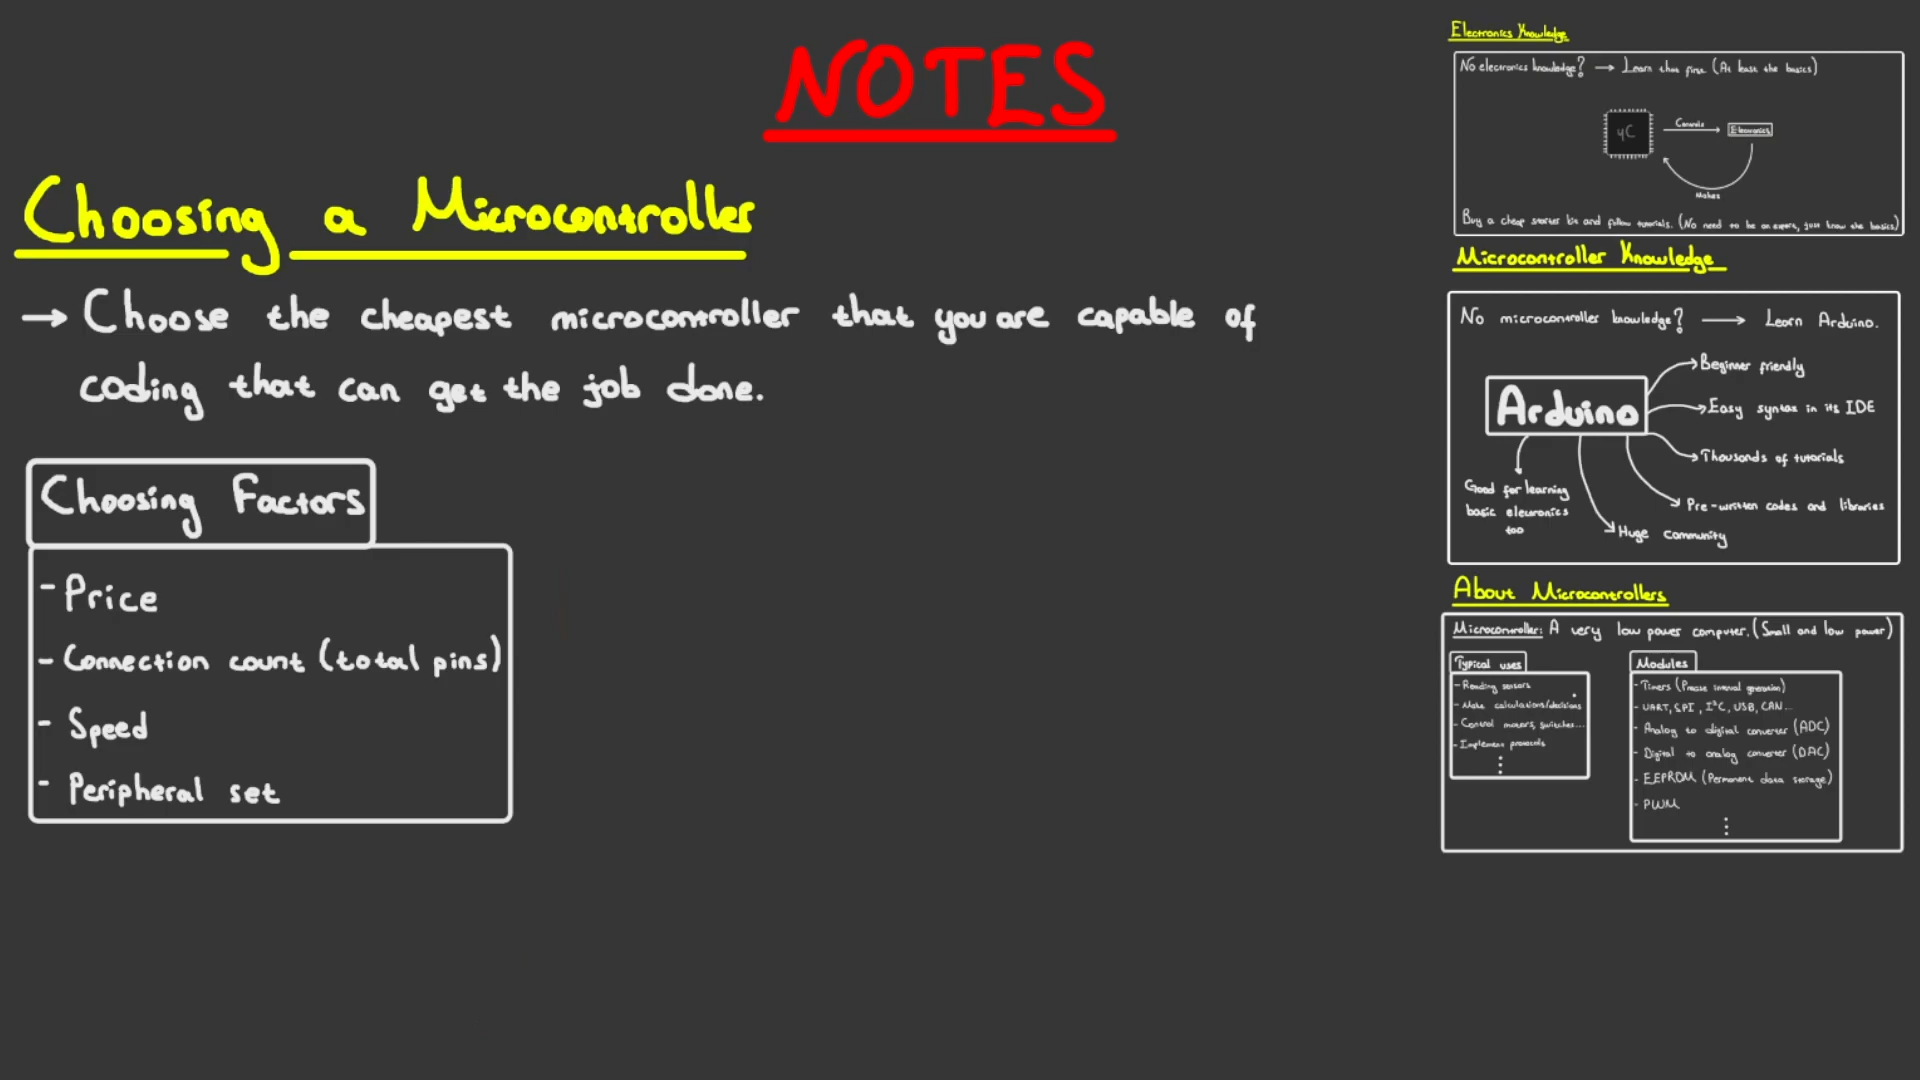 NOTES
Choosing a Microcontroller
→ Choose the cheapest microcontroller that you are capable of
coding that can get the job done.
Choosing Factors
- Price
- Connection count (total pins)
- Speed
- Peripheral set
Electronics Knowledge
No electronics knowledge? → Learn that first (At least the basics)
μC
Controls
Electronics
Makes
Buy a cheap starter kit and follow tutorials. (No need to be an expert, just know the basics)
Microcontroller Knowledge
No microcontroller knowledge? → Learn Arduino.
Arduino
Beginner friendly
Easy syntax in its IDE
Thousands of tutorials
Pre-written codes and libraries
Huge community
Good for learning
basic electronics
too
About Microcontrollers
Microcontroller: A very low power computer. (Small and low power)
Typical uses
- Reading sensors
- Make calculations/decisions
- Control motors, switches...
- Implement protocols
Modules
- Timers (Precise interval generation)
- UART, SPI, I²C, USB, CAN...
- Analog to digital converter (ADC)
- Digital to analog converter (DAC)
- EEPROM (Permanent data storage)
- PWM